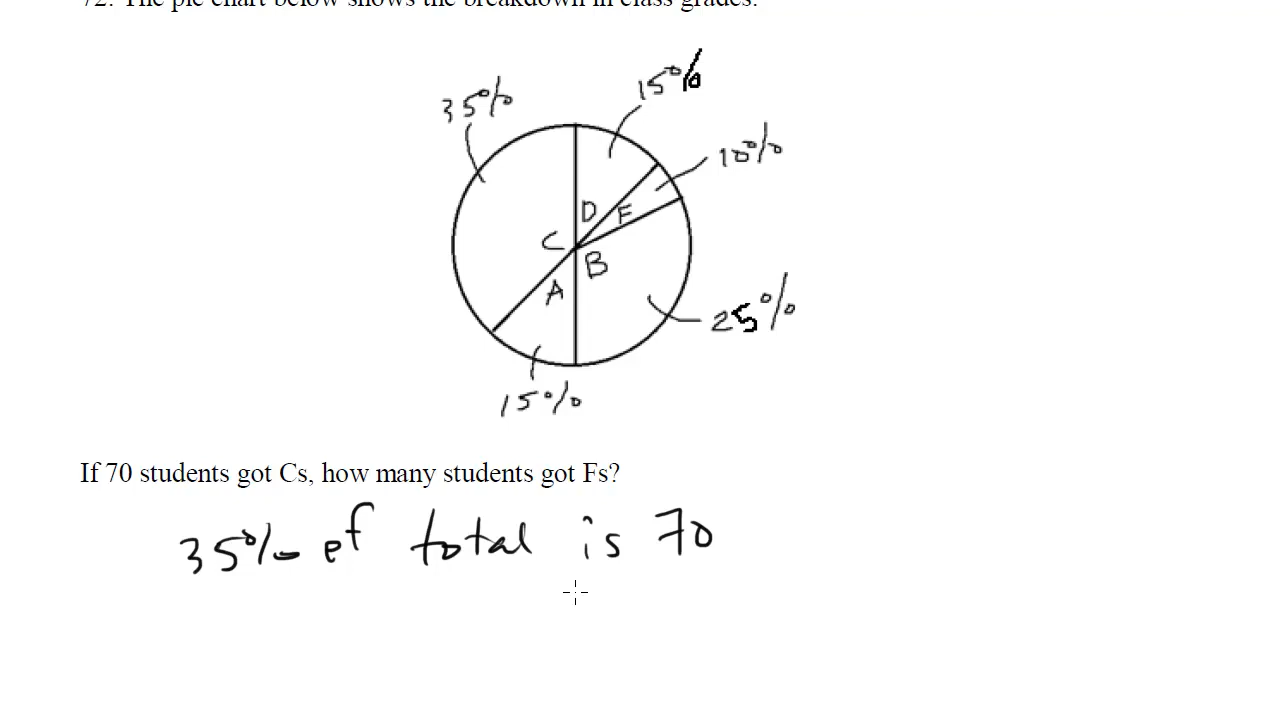 72. The pie chart below shows the breakdown in class grades.
35%
15%
10%
D
F
C
B
A
25%
15%
If 70 students got Cs, how many students got Fs?
35% of total is 70